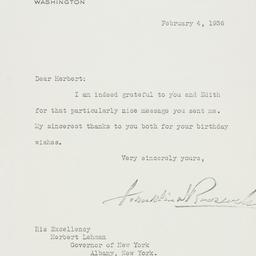 WASHINGTON
February 4, 1936
Dear Herbert:
I am indeed grateful to you and Edith
for that particularly nice message you sent me.
My sincerest thanks to you both for your birthday
wishes.
Very sincerely yours,
Franklin D Roosevelt
His Excellency
Herbert Lehman
Governor of New York
Albany, New York.